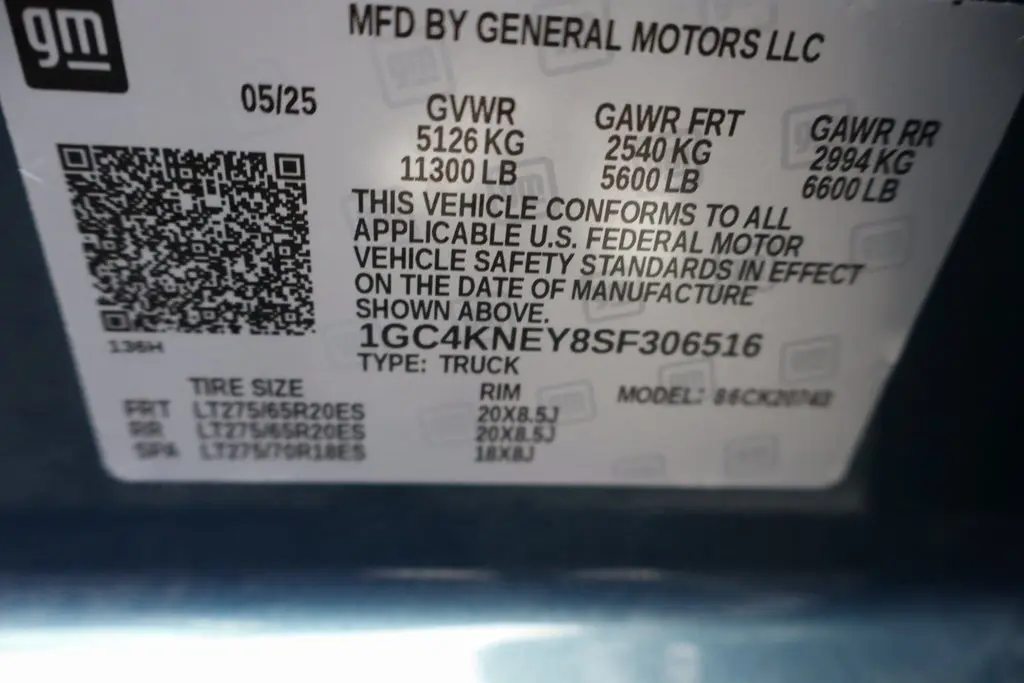 gm
MFD BY GENERAL MOTORS LLC
05/25
GVWR
5126 KG
11300 LB
GAWR FRT
2540 KG
5600 LB
GAWR RR
2994 KG
6600 LB
THIS VEHICLE CONFORMS TO ALL
APPLICABLE U.S. FEDERAL MOTOR
VEHICLE SAFETY STANDARDS IN EFFECT
ON THE DATE OF MANUFACTURE
SHOWN ABOVE.
1GC4KNEY8SF306516
136H
TYPE: TRUCK
TIRE SIZE RIM MODEL:
FRT LT275/65R20ES 20X8.5J
RR LT275/65R20ES 20X8.5J
SPA LT275/70R18ES 18X8J